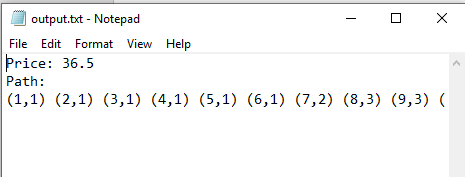 output.txt - Notepad
File Edit Format View Help
Price: 36.5
Path:
(1,1) (2,1) (3,1) (4,1) (5,1) (6,1) (7,2) (8,3) (9,3) (